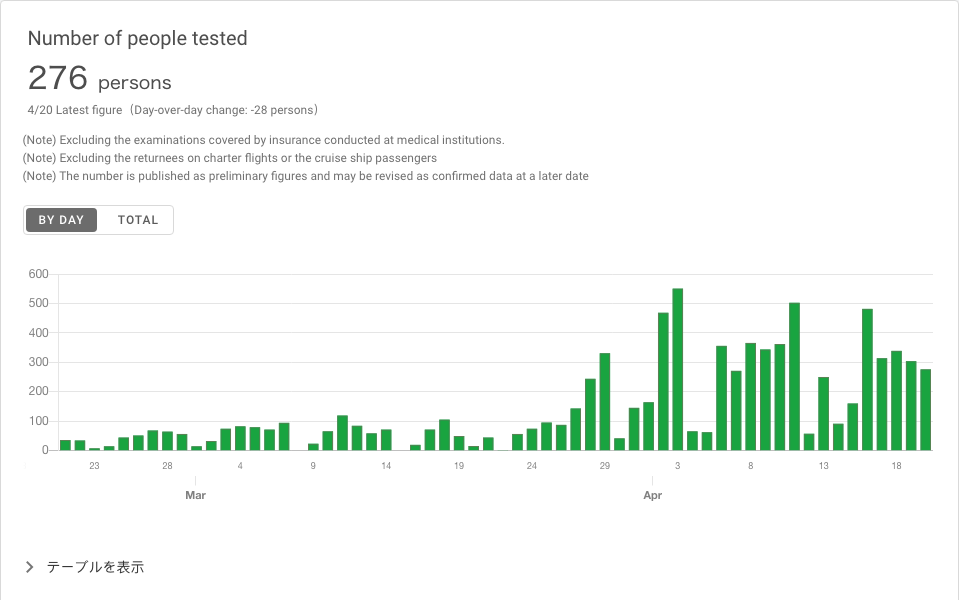 Number of people tested
276 persons
4/20 Latest figure（Day-over-day change: -28 persons）
(Note) Excluding the examinations covered by insurance conducted at medical institutions.
(Note) Excluding the returnees on charter flights or the cruise ship passengers
(Note) The number is published as preliminary figures and may be revised as confirmed data at a later date
BY DAY TOTAL
600
500
400
300
200
100
0
23 28 4 9 14 19 24 29 3 8 13 18
Mar Apr
テーブルを表示